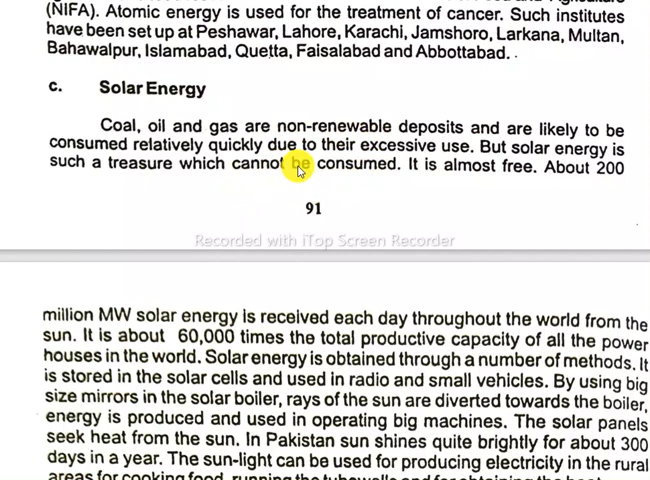 (NIFA). Atomic energy is used for the treatment of cancer. Such institutes
have been set up at Peshawar, Lahore, Karachi, Jamshoro, Larkana, Multan,
Bahawalpur, Islamabad, Quetta, Faisalabad and Abbottabad. .
c. Solar Energy
Coal, oil and gas are non-renewable deposits and are likely to be
consumed relatively quickly due to their excessive use. But solar energy is
such a treasure which cannot be consumed. It is almost free. About 200
91
Recorded with iTop Screen Recorder
million MW solar energy is received each day throughout the world from the
sun. It is about 60,000 times the total productive capacity of all the power
houses in the world. Solar energy is obtained through a number of methods. It
is stored in the solar cells and used in radio and small vehicles. By using big
size mirrors in the solar boiler, rays of the sun are diverted towards the boiler,
energy is produced and used in operating big machines. The solar panels
seek heat from the sun. In Pakistan sun shines quite brightly for about 300
days in a year. The sun-light can be used for producing electricity in the rural
areas for cooking food, running the tubewells and for obtaining the heat